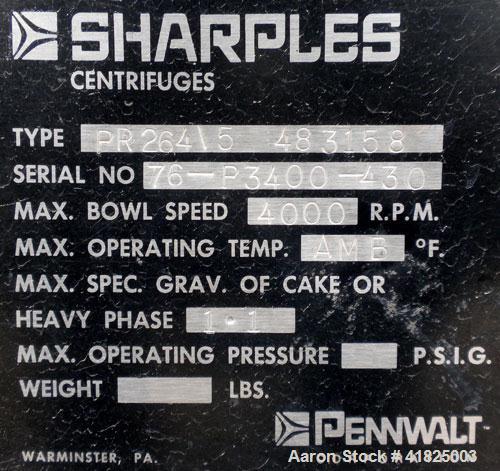 SHARPLES
CENTRIFUGES
TYPE PR264\5 483158
SERIAL NO 76-P3400-430
MAX. BOWL SPEED 4000 R.P.M.
MAX. OPERATING TEMP. AMB °F.
MAX. SPEC. GRAV. OF CAKE OR
HEAVY PHASE 1.1
MAX. OPERATING PRESSURE P.S.I.G.
WEIGHT LBS.
PENNWALT
WARMINSTER, PA.
Aaron Stock # 41825003